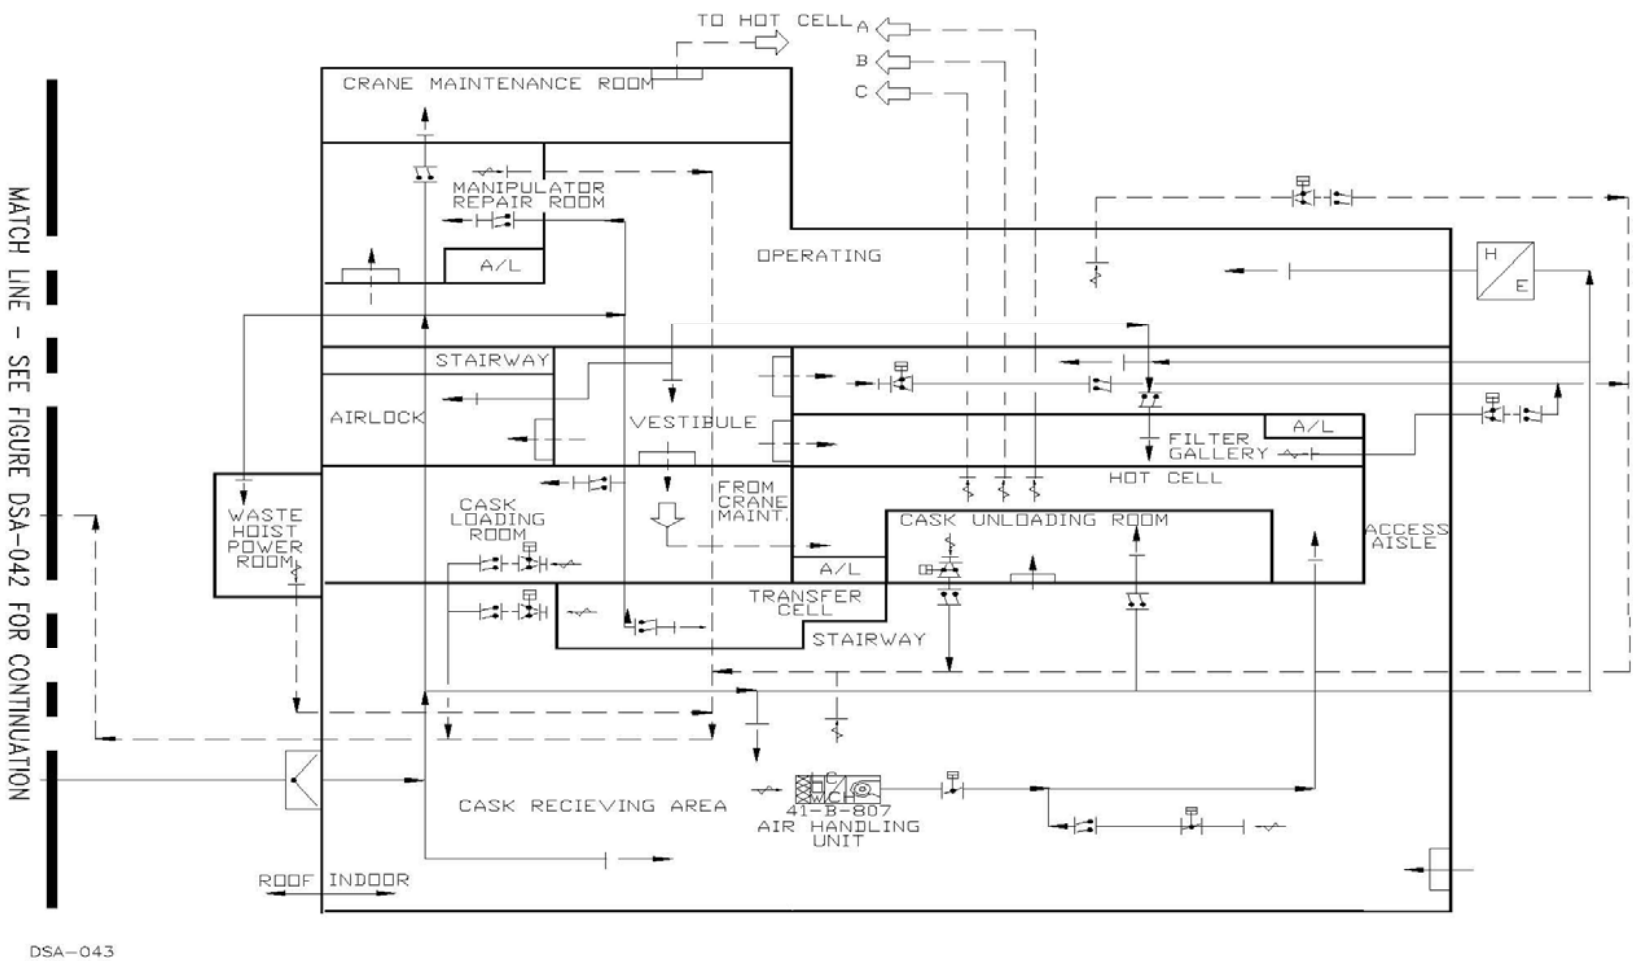 TO HOT CELL
A
B
C
CRANE MAINTENANCE ROOM
MANIPULATOR
REPAIR ROOM
A/L
OPERATING
H
E
STAIRWAY
AIRLOCK
VESTIBULE
A/L
FILTER
GALLERY
HOT CELL
FROM
CRANE
MAINT.
CASK
LOADING
ROOM
CASK UNLOADING ROOM
ACCESS
AISLE
WASTE
HOIST
POWER
ROOM
A/L
TRANSFER
CELL
STAIRWAY
CASK RECIEVING AREA
41-B-807
AIR HANDLING
UNIT
ROOF INDOOR
MATCH LINE - SEE FIGURE DSA-042 FOR CONTINUATION
DSA-043